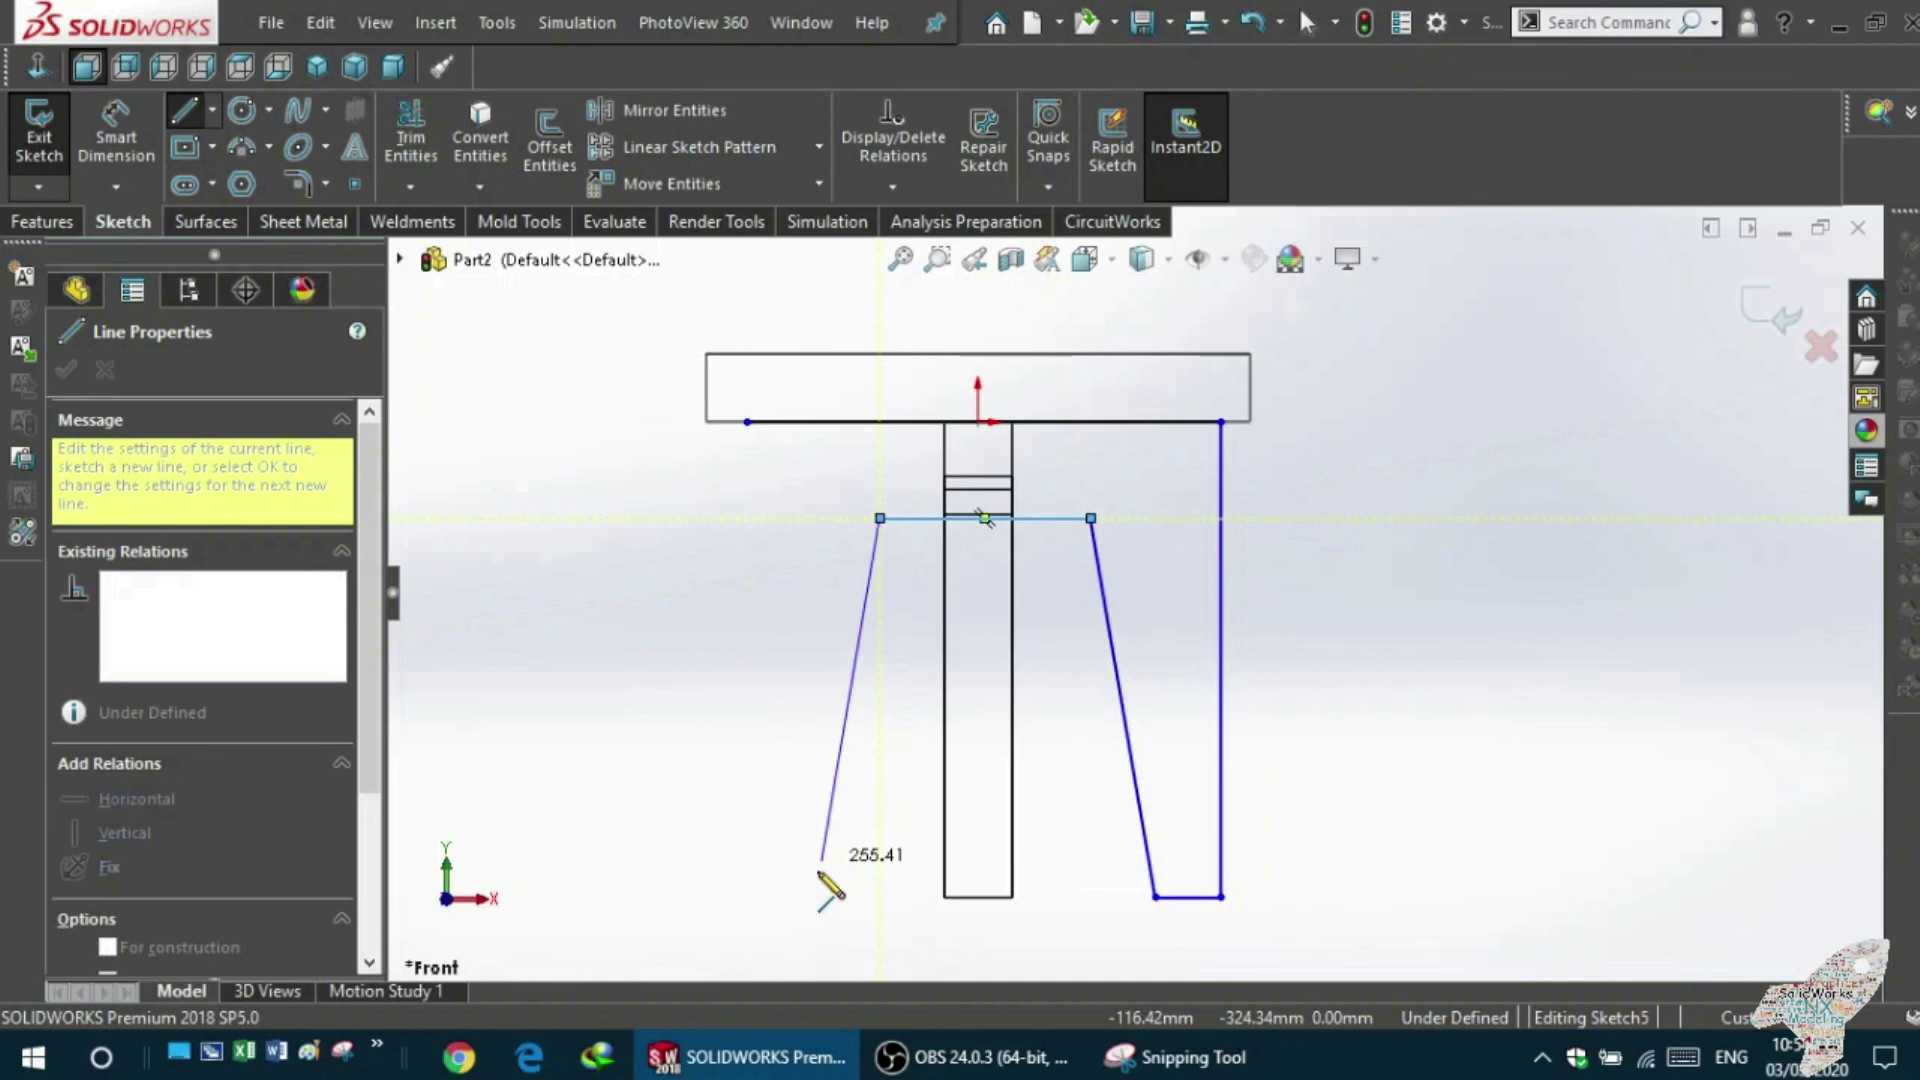 SOLIDWORKS File Edit View Insert Tools Simulation PhotoView 360 Window Help S... Search Commanc
Exit Sketch
Smart Dimension
Trim Entities
Convert Entities
Offset Entities
Mirror Entities
Linear Sketch Pattern
Move Entities
Display/Delete Relations
Repair Sketch
Quick Snaps
Rapid Sketch
Instant2D
Features Sketch Surfaces Sheet Metal Weldments Mold Tools Evaluate Render Tools Simulation Analysis Preparation CircuitWorks
Part2 (Default<<Default>...
Line Properties
Message
Edit the settings of the current line,
sketch a new line, or select OK to
change the settings for the next new
line.
Existing Relations
Under Defined
Add Relations
Horizontal
Vertical
Fix
Options
For construction
255.41
Y
X
*Front
Model 3D Views Motion Study 1
SolidWorks
NX
Modeling
SOLIDWORKS Premium 2018 SP5.0 -116.42mm -324.34mm 0.00mm Under Defined Editing Sketch5
SOLIDWORKS Prem... OBS 24.0.3 (64-bit, ... Snipping Tool ENG